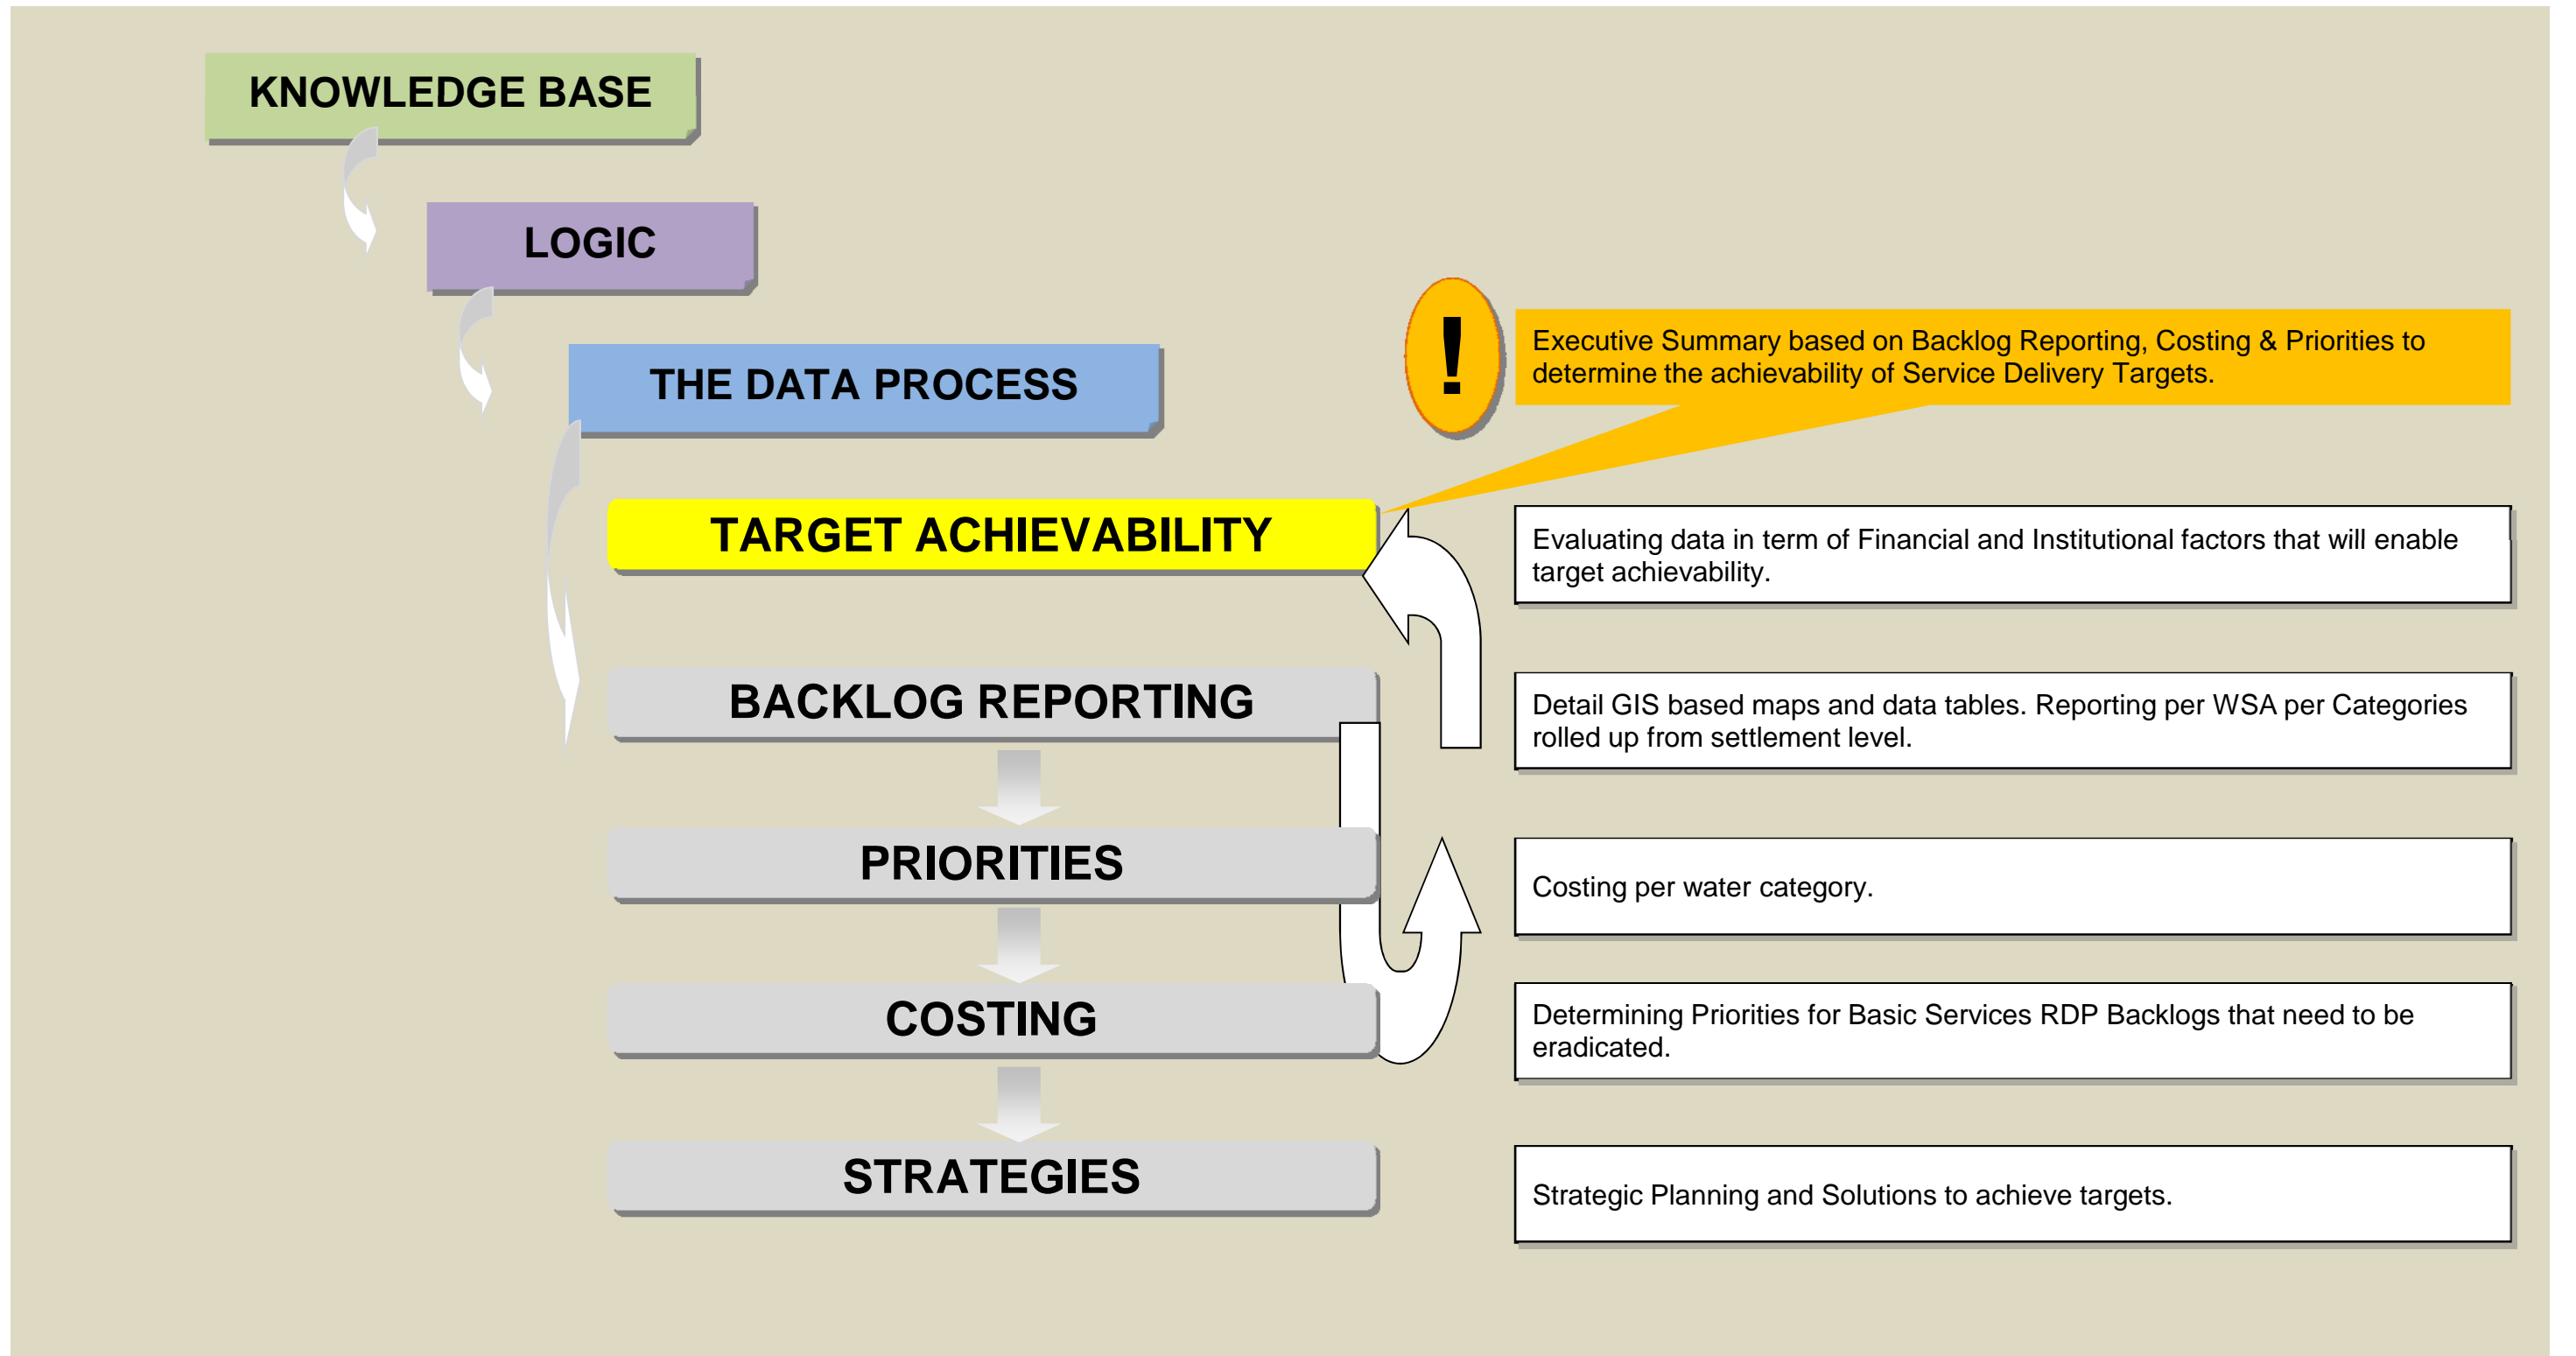 KNOWLEDGE BASE
LOGIC
THE DATA PROCESS
!
Executive Summary based on Backlog Reporting, Costing & Priorities to
determine the achievability of Service Delivery Targets.
TARGET ACHIEVABILITY
Evaluating data in term of Financial and Institutional factors that will enable
target achievability.
BACKLOG REPORTING
Detail GIS based maps and data tables. Reporting per WSA per Categories
rolled up from settlement level.
PRIORITIES
Costing per water category.
COSTING
Determining Priorities for Basic Services RDP Backlogs that need to be
eradicated.
STRATEGIES
Strategic Planning and Solutions to achieve targets.